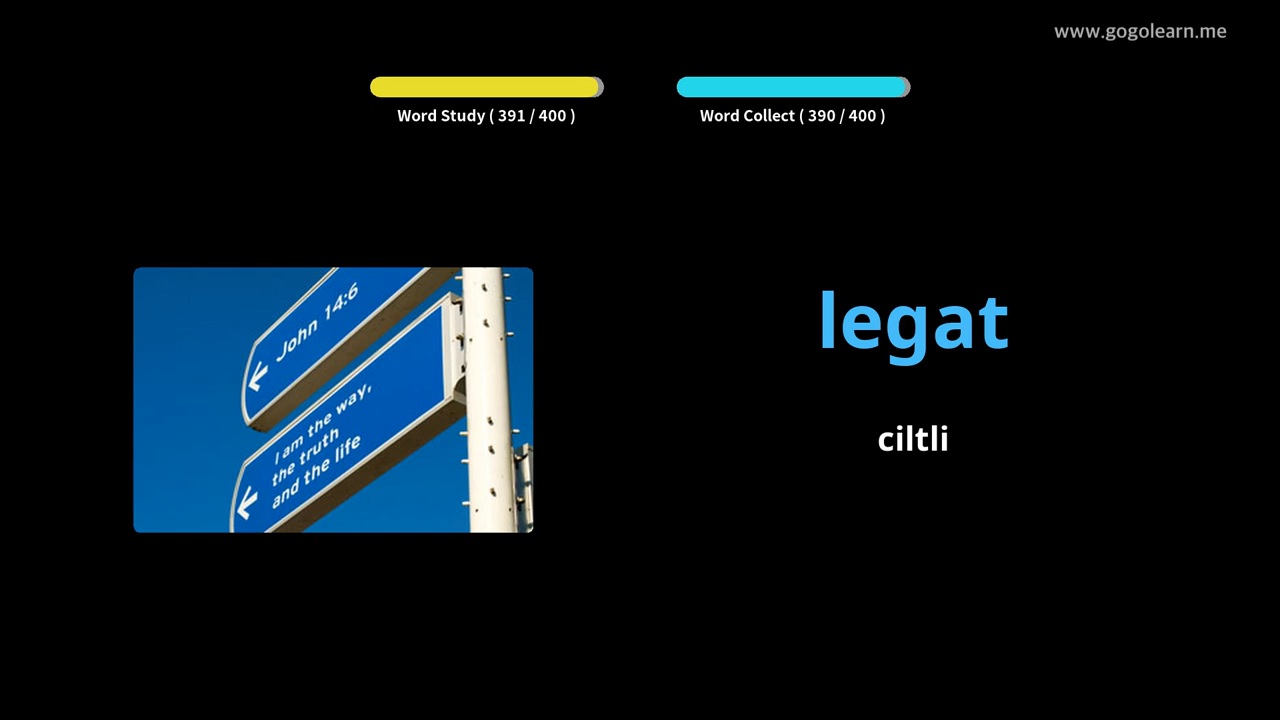 www.gogolearn.me
Word Study ( 391 / 400 )
Word Collect ( 390 / 400 )
John 14:6
I am the way,
the truth
and the life
legat
ciltli